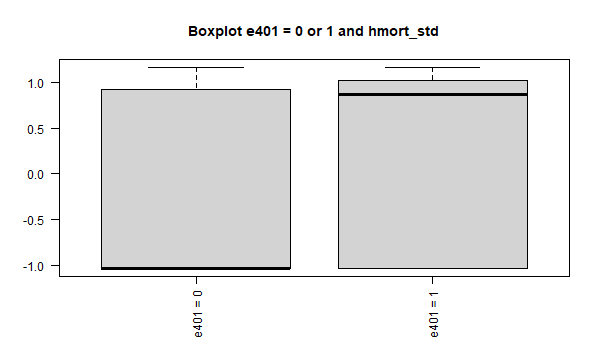 Boxplot e401 = 0 or 1 and hmort_std
1.0
0.5
0.0
-0.5
-1.0
e401 = 0
e401 = 1